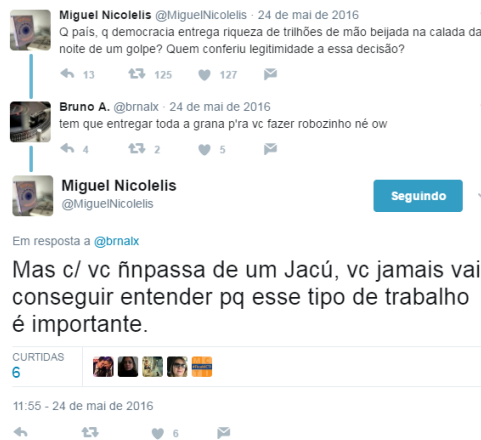 Miguel Nicolelis @MiguelNicolelis · 24 de mai de 2016
Q país, q democracia entrega riqueza de trilhões de mão beijada na calada da
noite de um golpe? Quem conferiu legitimidade a essa decisão?
13 125 127
Bruno A. @brnalx · 24 de mai de 2016
tem que entregar toda a grana p'ra vc fazer robozinho né ow
4 2 5
Miguel Nicolelis
@MiguelNicolelis
Seguindo
Em resposta a @brnalx
Mas c/ vc ñnpassa de um Jacú, vc jamais vai
conseguir entender pq esse tipo de trabalho
é importante.
CURTIDAS
6
11:55 - 24 de mai de 2016
6